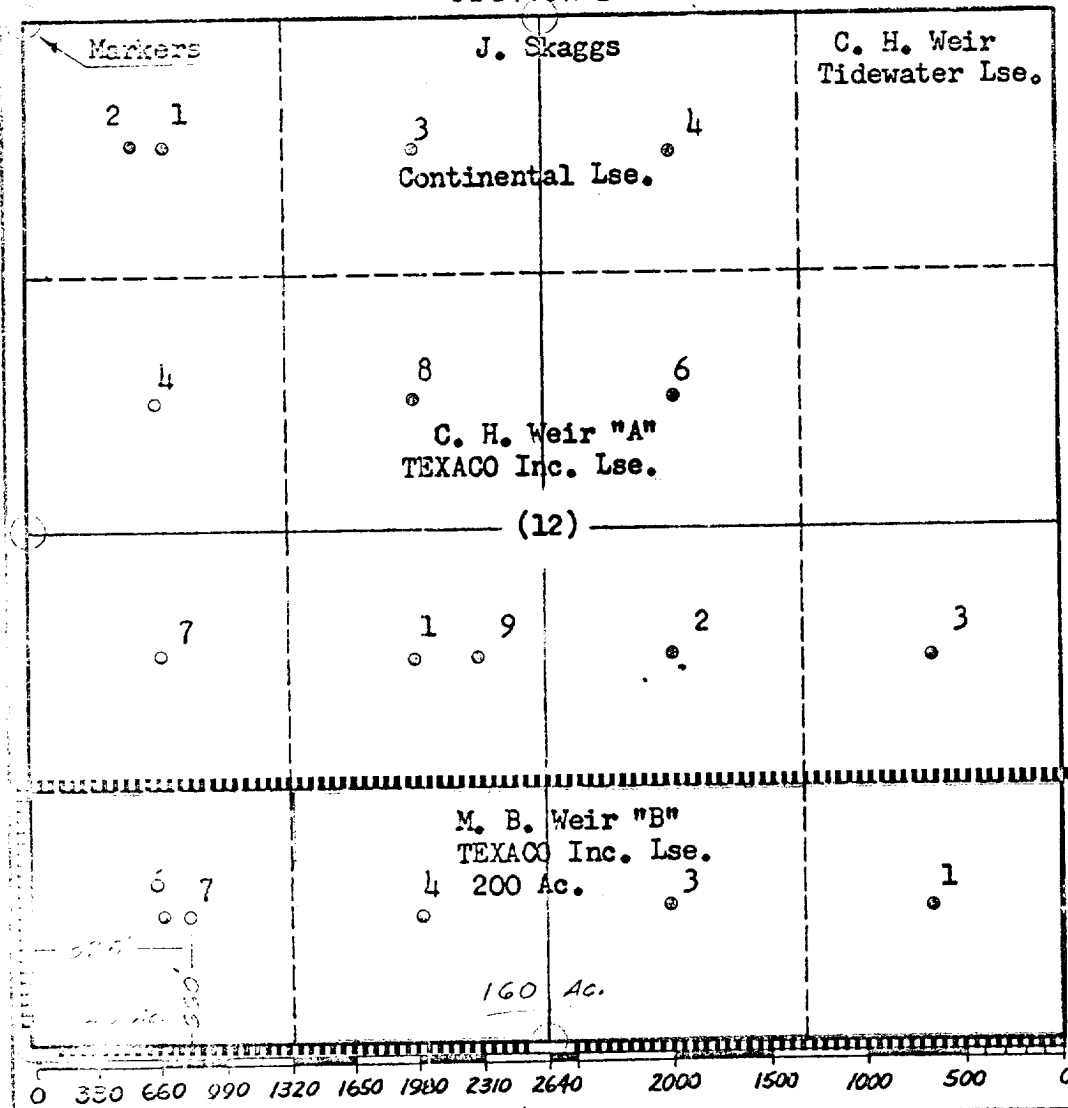 Markers
J. Skaggs
C. H. Weir
Tidewater Lse.
2 1
3
4
Continental Lse.
4
8
6
C. H. Weir "A"
TEXACO Inc. Lse.
(12)
7
1 9
2
3
M. B. Weir "B"
TEXACO Inc. Lse.
200 Ac.
6 7
4
3
1
160 Ac.
0 330 660 990 1320 1650 1980 2310 2640 2000 1500 1000 500 0